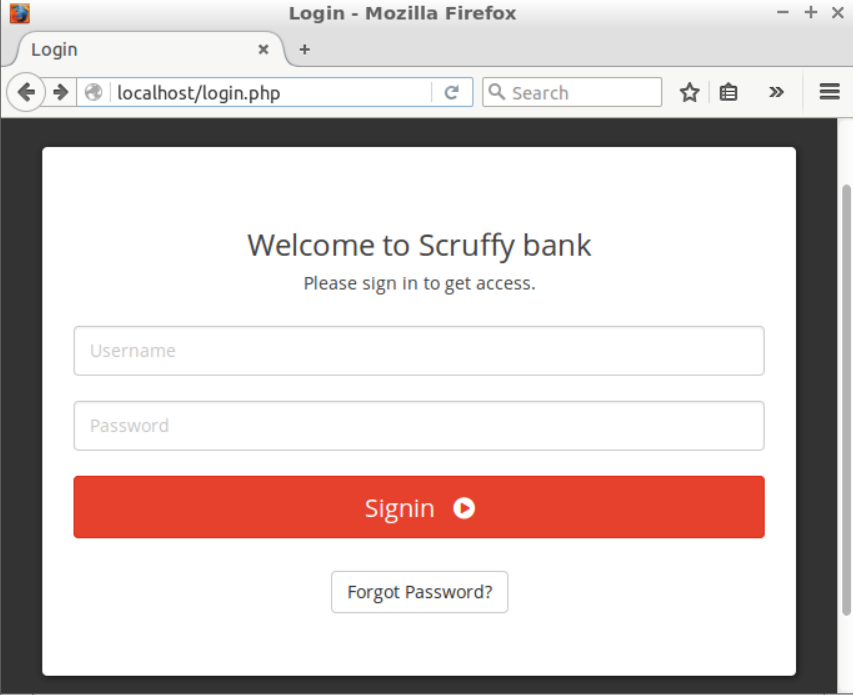 Login - Mozilla Firefox
Login
localhost/login.php
Search
Welcome to Scruffy bank
Please sign in to get access.
Username
Password
Signin
Forgot Password?